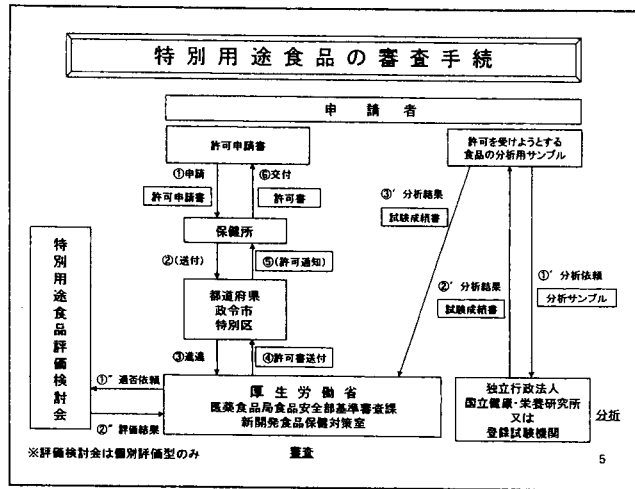 特別用途食品の審査手続
申請者
許可申請書
許可を受けようとする
食品の分析用サンプル
①申請
⑥交付
許可申請書
許可書
③’分析結果
試験成績書
保健所
②(送付)
⑤(許可通知)
都道府県
政令市
特別区
②’分析結果
試験成績書
①’分析依頼
分析サンプル
特別用途食品評価検討会
③進達
④許可書送付
①”適否依頼
②”評価結果
厚生労働省
医薬食品局食品安全部基準審査課
新開発食品保健対策室
独立行政法人
国立健康・栄養研究所
又は
登録試験機関
分析
※評価検討会は個別評価型のみ
審査
5